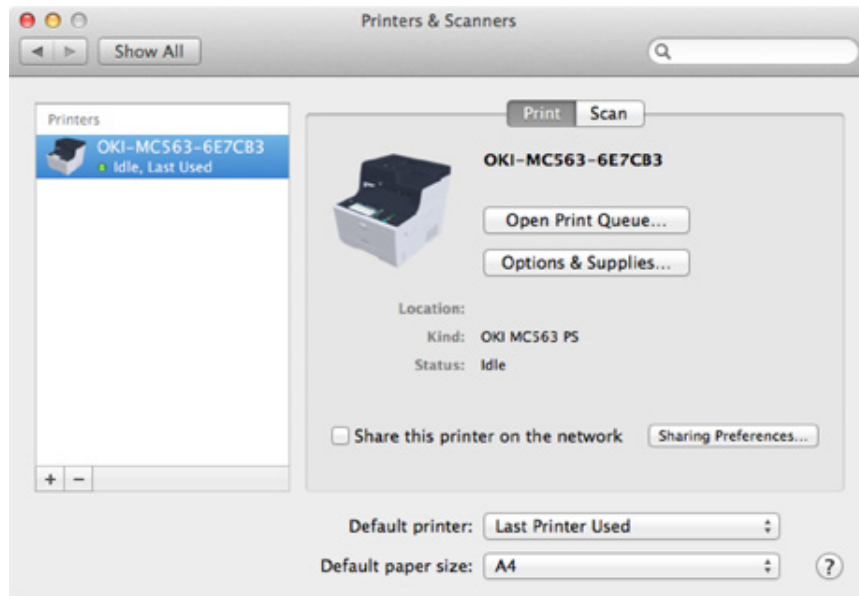 Printers & Scanners
Show All
Printers
OKI-MC563-6E7CB3
Idle, Last Used
Print Scan
OKI-MC563-6E7CB3
Open Print Queue...
Options & Supplies...
Location:
Kind: OKI MC563 PS
Status: Idle
Share this printer on the network Sharing Preferences...
+ −
Default printer: Last Printer Used
Default paper size: A4 ?